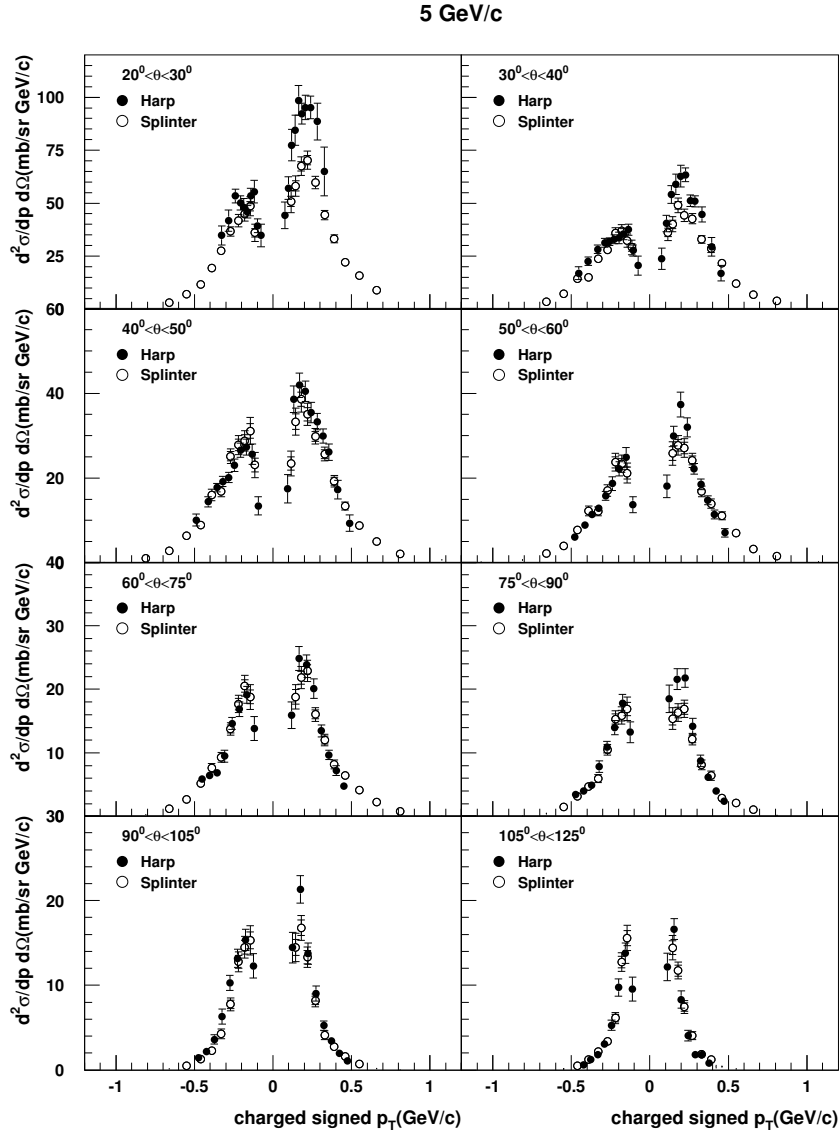 5 GeV/c
d²σ/dp dΩ(mb/sr GeV/c)
20⁰<θ<30⁰
Harp
Splinter
100
75
50
25
60
30⁰<θ<40⁰
Harp
Splinter
d²σ/dp dΩ(mb/sr GeV/c)
40⁰<θ<50⁰
Harp
Splinter
40
20
40
50⁰<θ<60⁰
Harp
Splinter
d²σ/dp dΩ(mb/sr GeV/c)
60⁰<θ<75⁰
Harp
Splinter
30
20
10
30
75⁰<θ<90⁰
Harp
Splinter
d²σ/dp dΩ(mb/sr GeV/c)
90⁰<θ<105⁰
Harp
Splinter
20
10
0
105⁰<θ<125⁰
Harp
Splinter
-1 -0.5 0 0.5 1
-1 -0.5 0 0.5 1
charged signed p_T(GeV/c)
charged signed p_T(GeV/c)